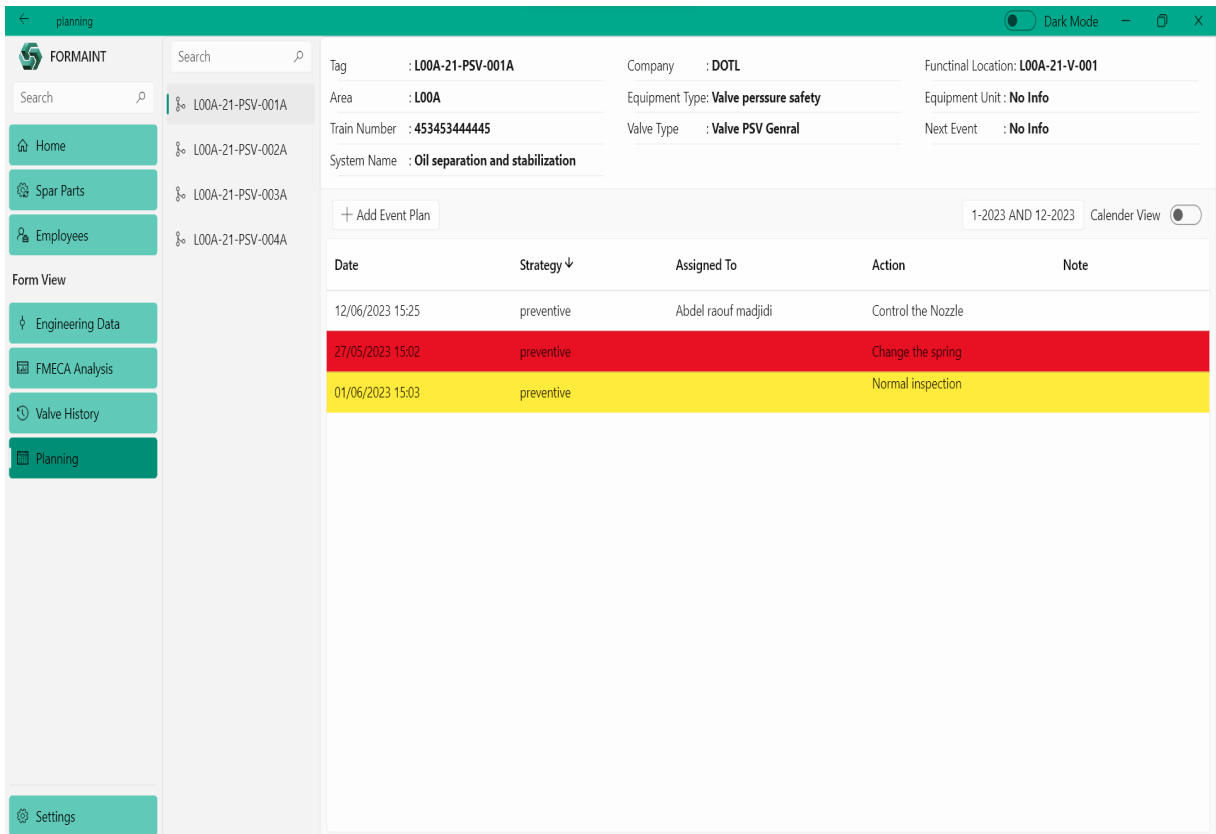 planning
Dark Mode
FORMAINT
Search
Home
Spar Parts
Employees
Form View
Engineering Data
FMECA Analysis
Valve History
Planning
Settings
Search
L00A-21-PSV-001A
L00A-21-PSV-002A
L00A-21-PSV-003A
L00A-21-PSV-004A
Tag : L00A-21-PSV-001A Company : DOTL Functinal Location: L00A-21-V-001
Area : L00A Equipment Type: Valve perssure safety Equipment Unit : No Info
Train Number : 453453444445 Valve Type : Valve PSV Genral Next Event : No Info
System Name : Oil separation and stabilization
+ Add Event Plan 1-2023 AND 12-2023 Calender View
Date Strategy ↓ Assigned To Action Note
12/06/2023 15:25 preventive Abdel raouf madjidi Control the Nozzle
27/05/2023 15:02 preventive Change the spring
01/06/2023 15:03 preventive Normal inspection